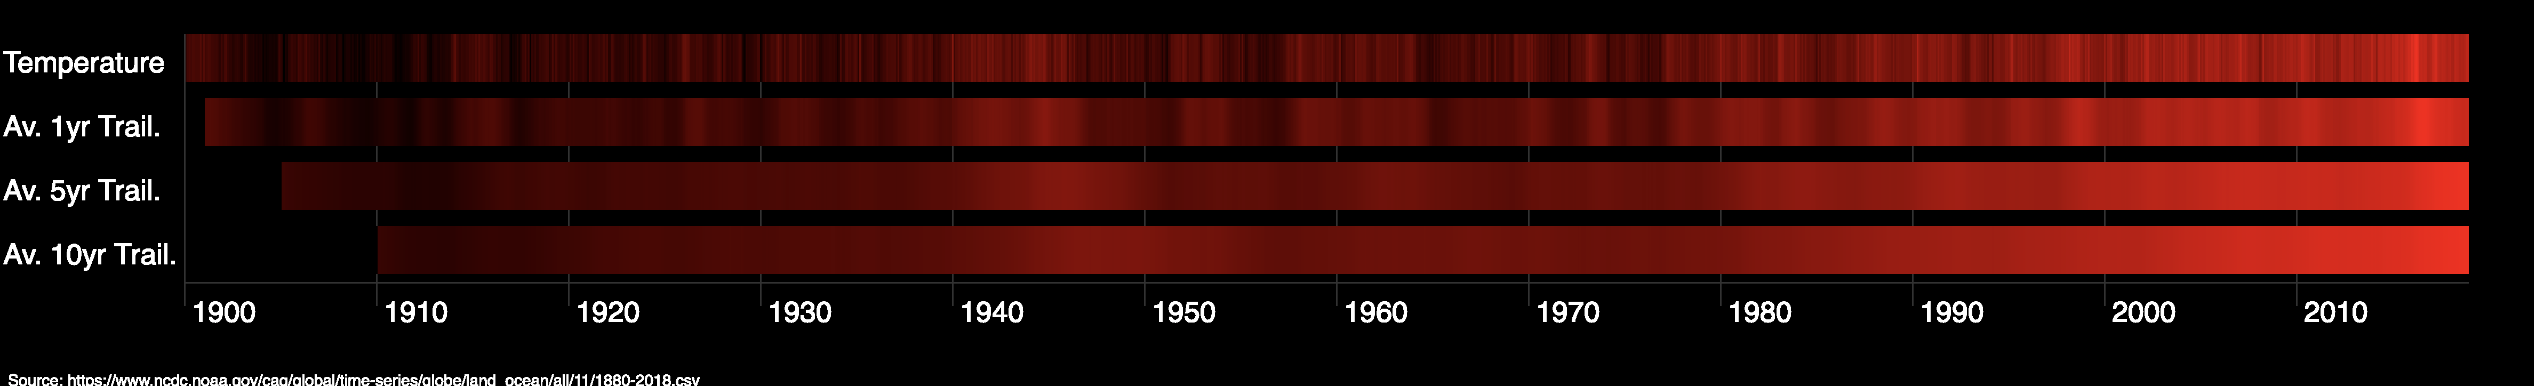 Temperature
Av. 1yr Trail.
Av. 5yr Trail.
Av. 10yr Trail.
1900 1910 1920 1930 1940 1950 1960 1970 1980 1990 2000 2010
Source: https://www.ncdc.noaa.gov/cag/global/time-series/globe/land_ocean/all/11/1880-2018.csv